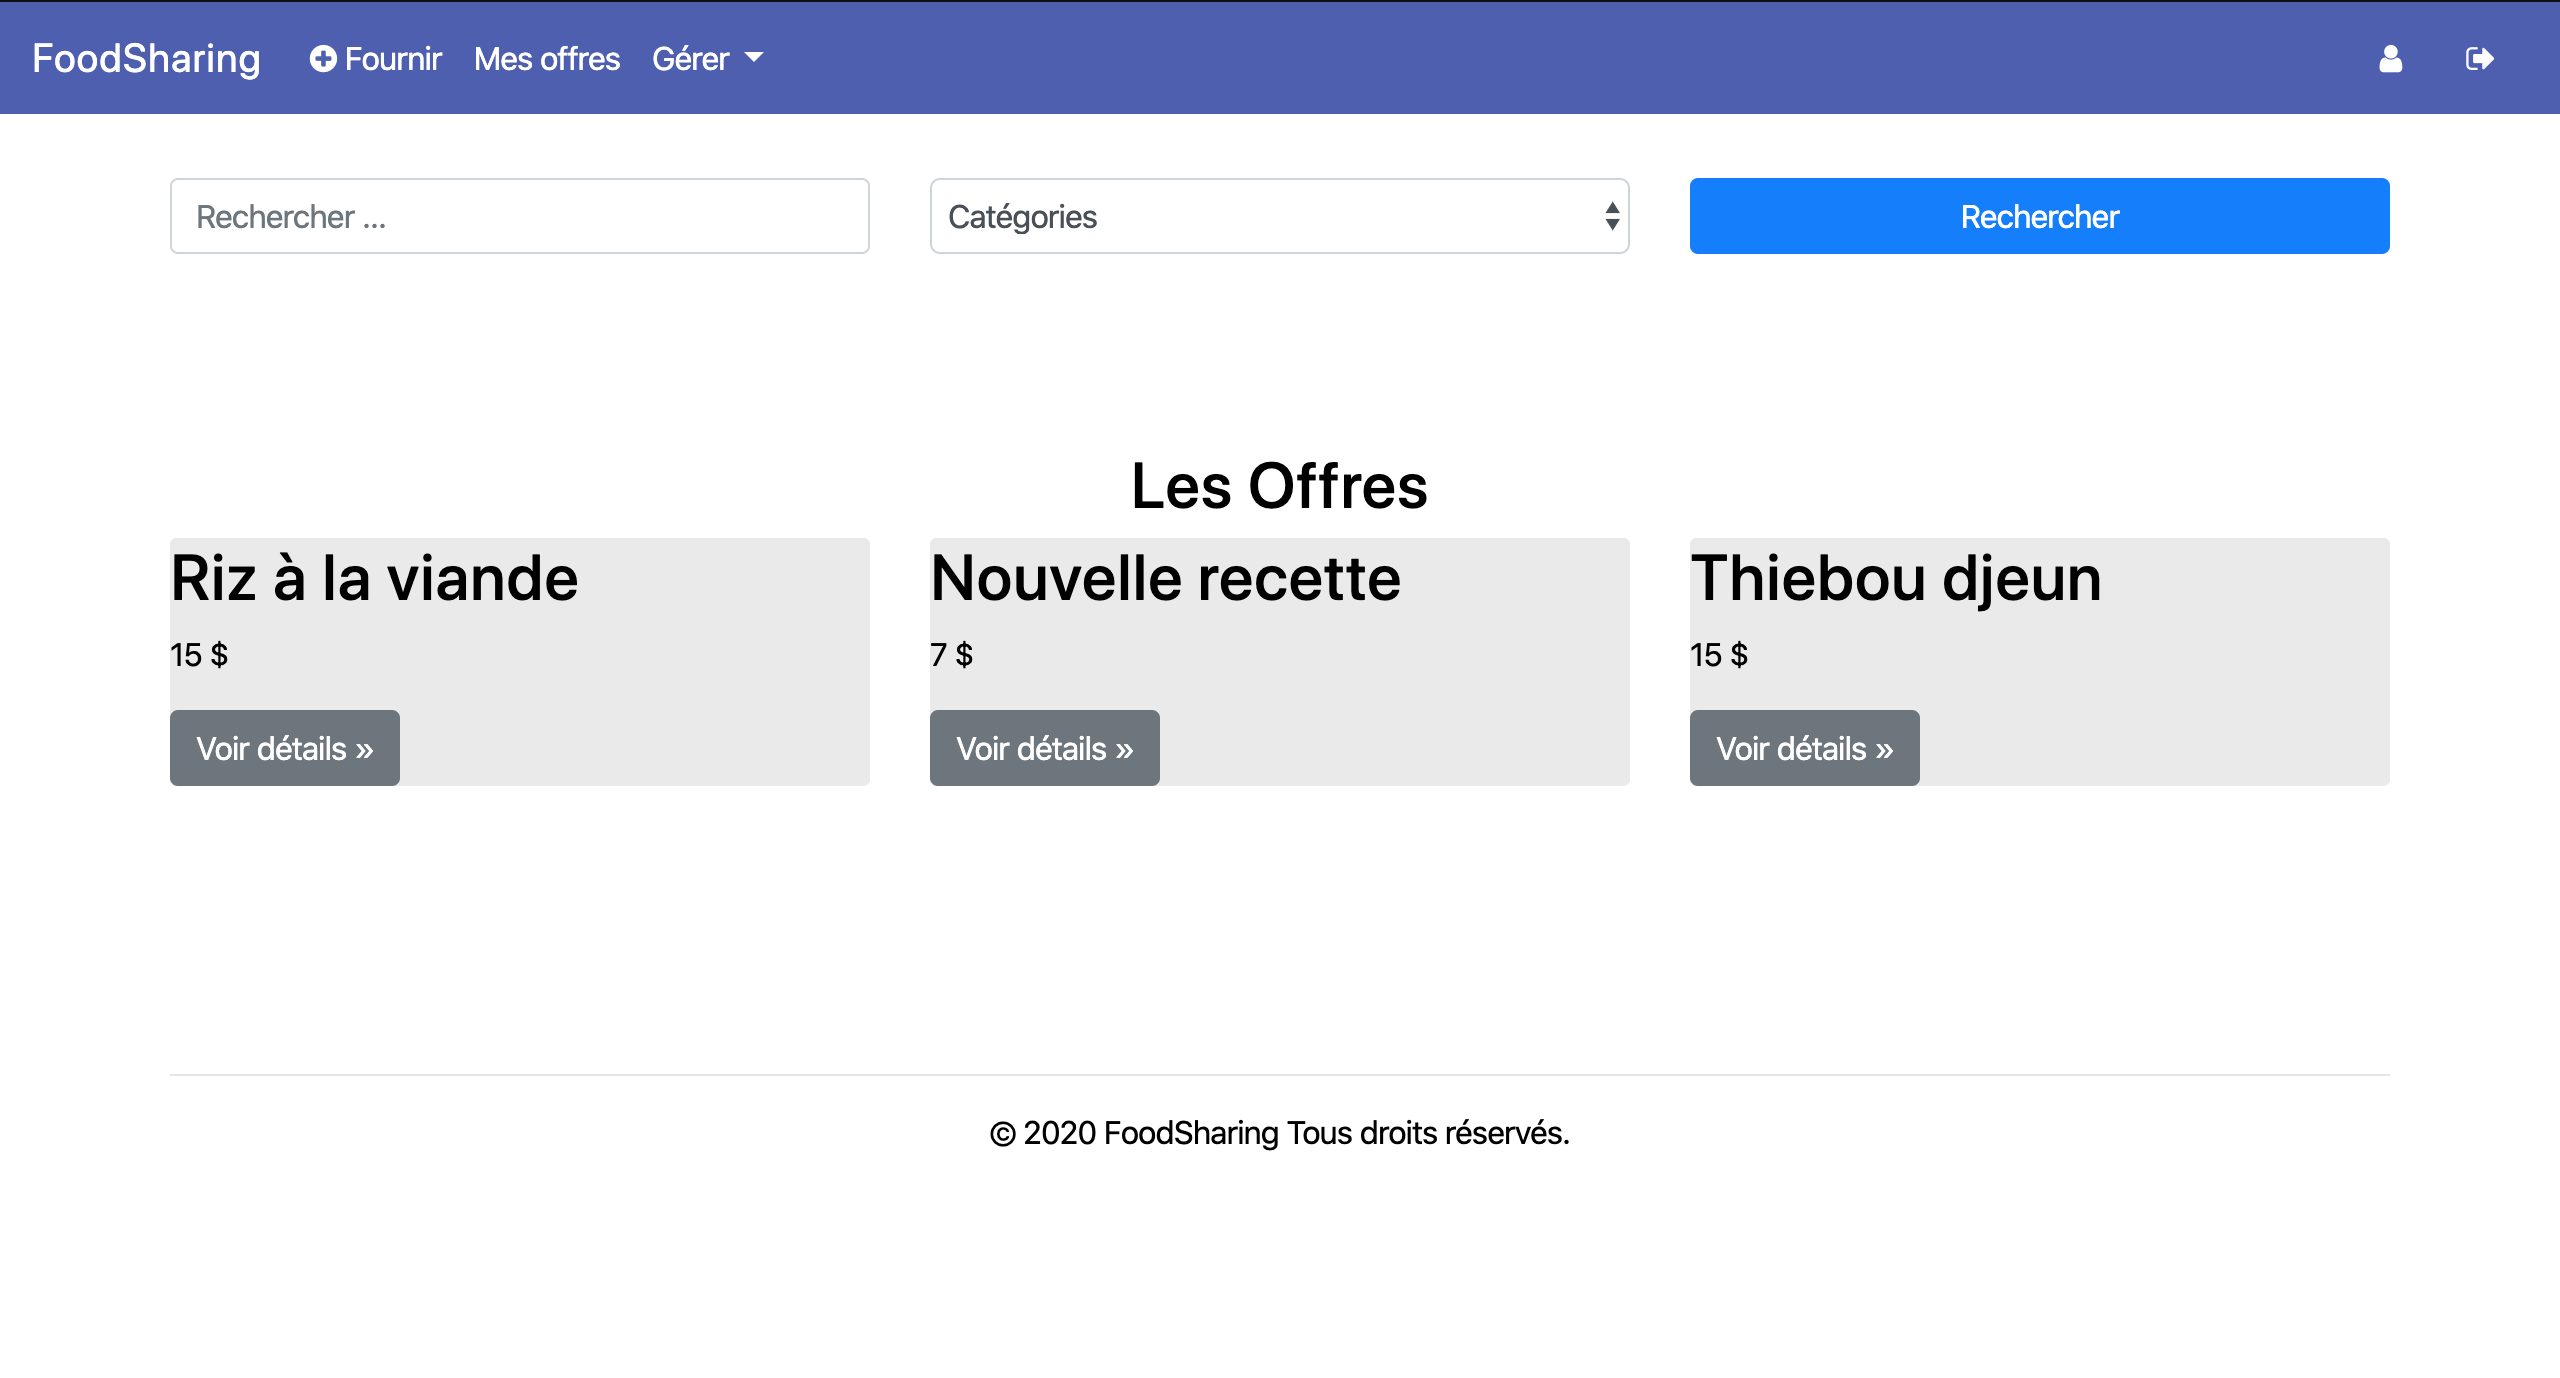 FoodSharing Fournir Mes offres Gérer
Rechercher ... Catégories Rechercher
Les Offres
Riz à la viande
15 $
Voir détails »
Nouvelle recette
7 $
Voir détails »
Thiebou djeun
15 $
Voir détails »
© 2020 FoodSharing Tous droits réservés.